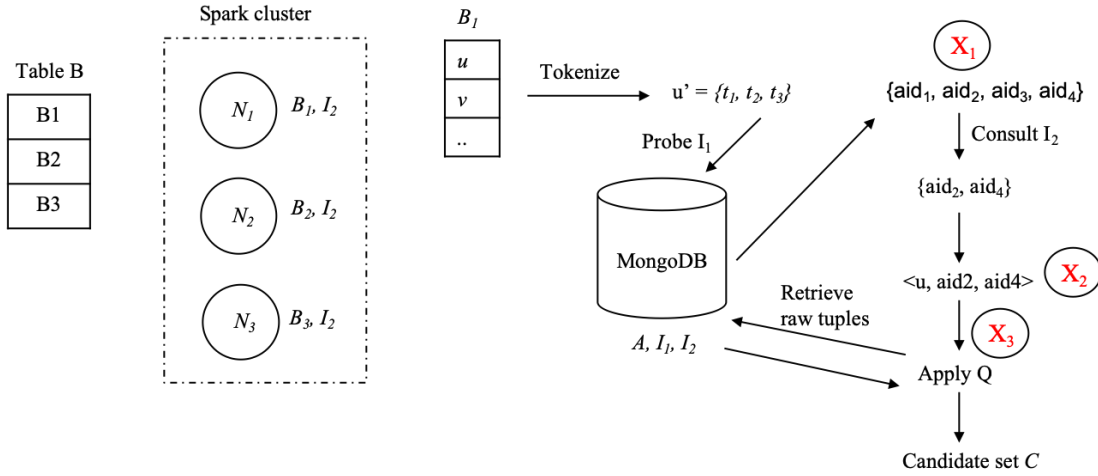 Spark cluster
Table B
B1
B2
B3
N₁
B₁, I₂
N₂
B₂, I₂
N₃
B₃, I₂
B₁
u
v
..
Tokenize
u' = {t₁, t₂, t₃}
Probe I₁
MongoDB
A, I₁, I₂
X₁
{aid₁, aid₂, aid₃, aid₄}
Consult I₂
{aid₂, aid₄}
<u, aid2, aid4>
X₂
Retrieve
raw tuples
X₃
Apply Q
Candidate set C